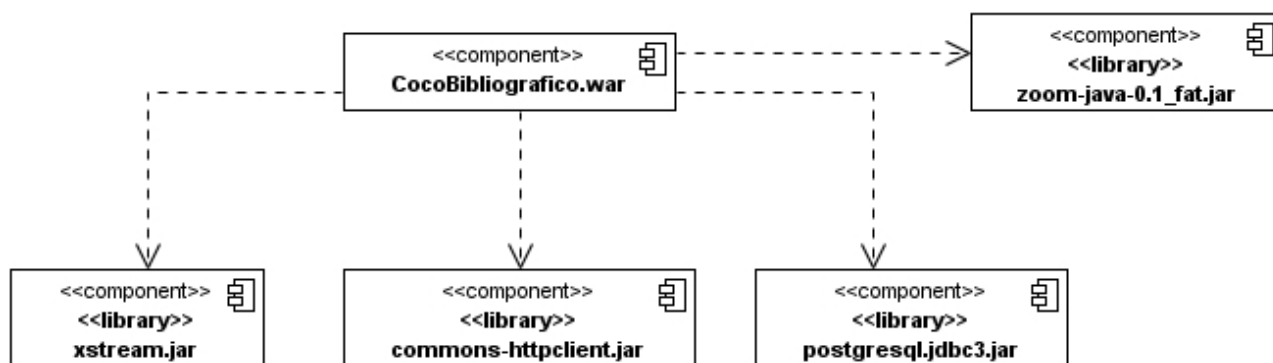 <<component>>
CocoBibliografico.war
<<component>>
<<library>>
zoom-java-0.1_fat.jar
<<component>>
<<library>>
xstream.jar
<<component>>
<<library>>
commons-httpclient.jar
<<component>>
<<library>>
postgresql.jdbc3.jar